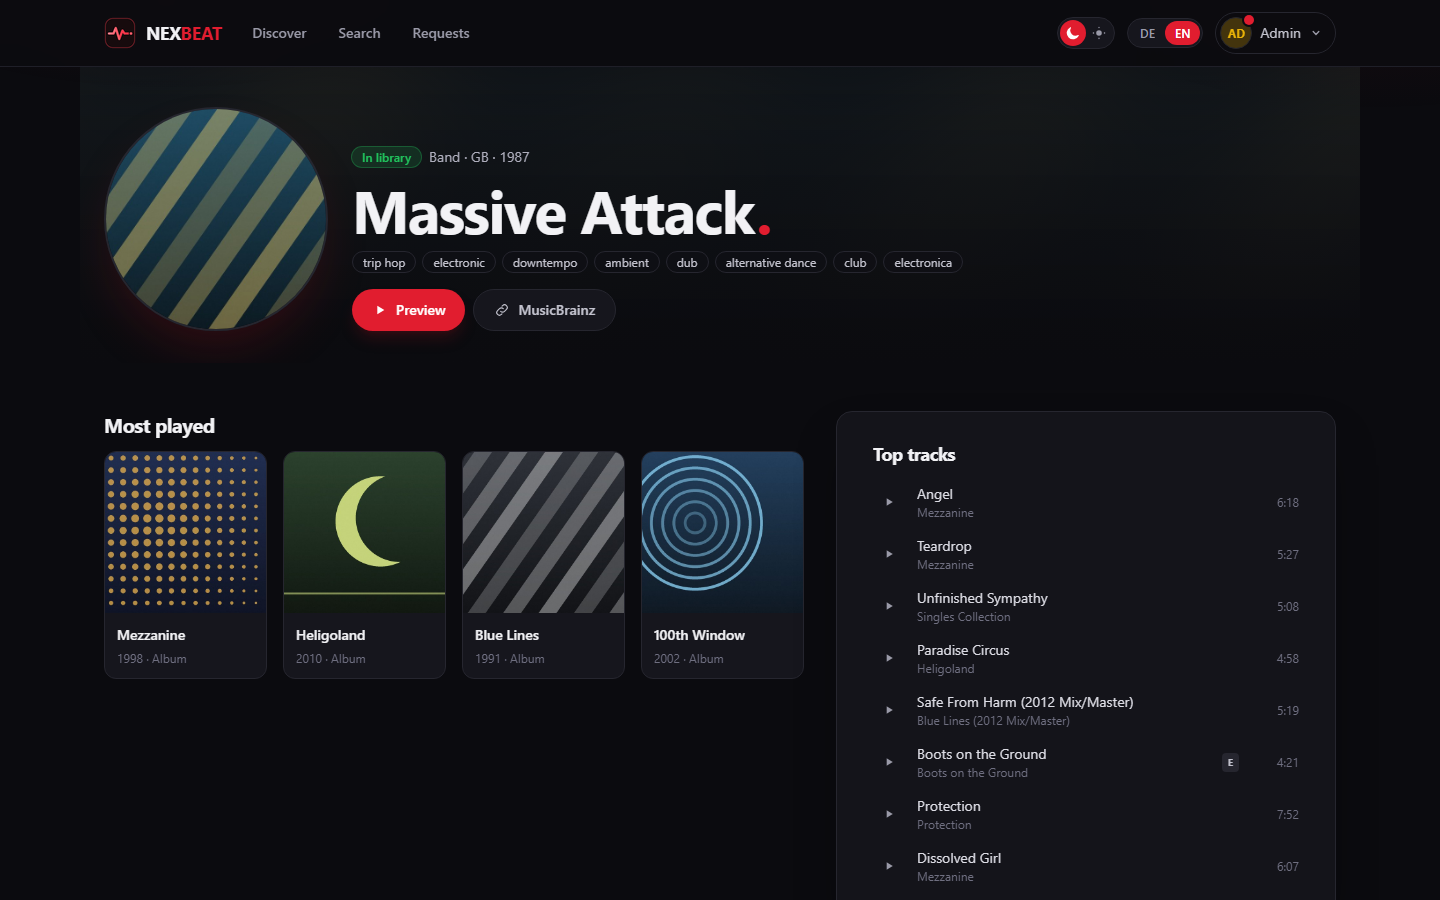 NEXBEAT
Discover
Search
Requests
DE
EN
AD
Admin
In library
Band · GB · 1987
Massive Attack.
trip hop
electronic
downtempo
ambient
dub
alternative dance
club
electronica
Preview
MusicBrainz
Most played
Mezzanine
1998 · Album
Heligoland
2010 · Album
Blue Lines
1991 · Album
100th Window
2002 · Album
Top tracks
Angel
Mezzanine
6:18
Teardrop
Mezzanine
5:27
Unfinished Sympathy
Singles Collection
5:08
Paradise Circus
Heligoland
4:58
Safe From Harm (2012 Mix/Master)
Blue Lines (2012 Mix/Master)
5:19
Boots on the Ground
Boots on the Ground
E
4:21
Protection
Protection
7:52
Dissolved Girl
Mezzanine
6:07